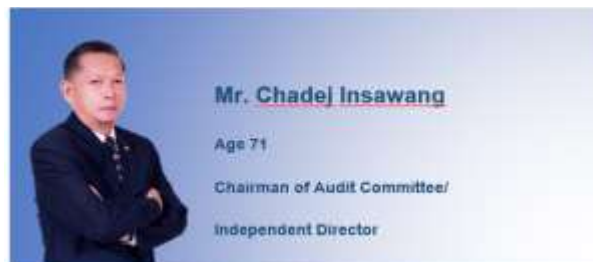 Mr. Chadej Insawang
Age 71
Chairman of Audit Committee/
Independent Director